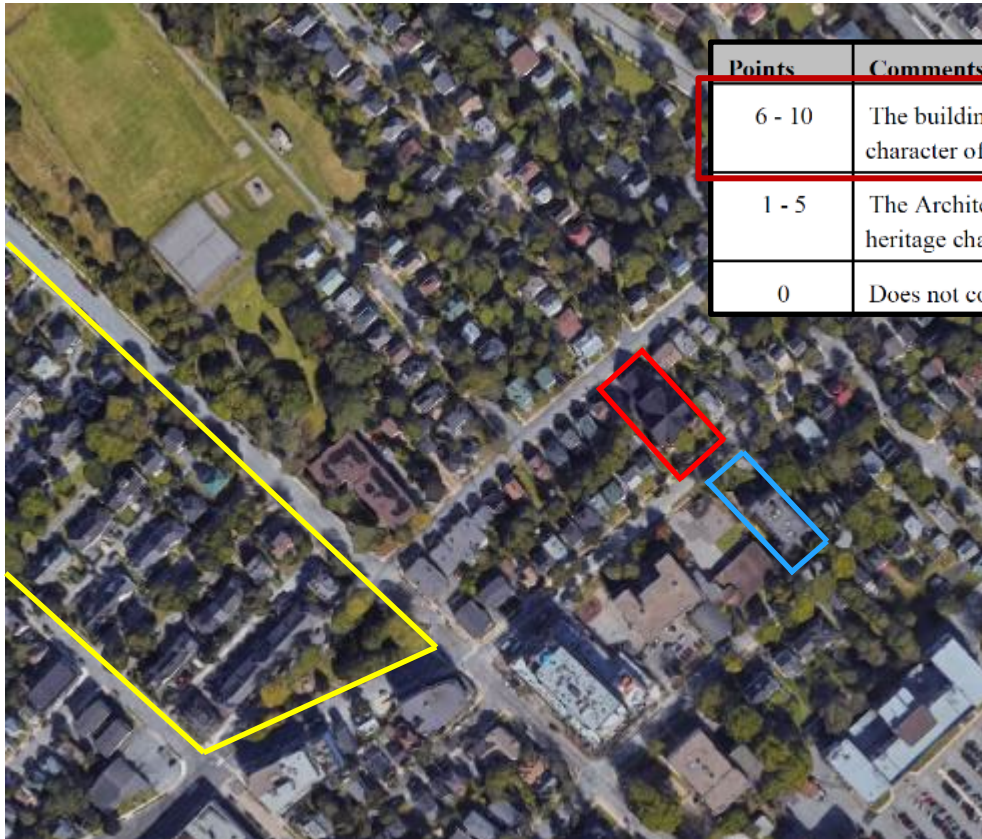 Points Comments
6 - 10 The buildin
character of
1 - 5 The Archite
heritage cha
0 Does not co